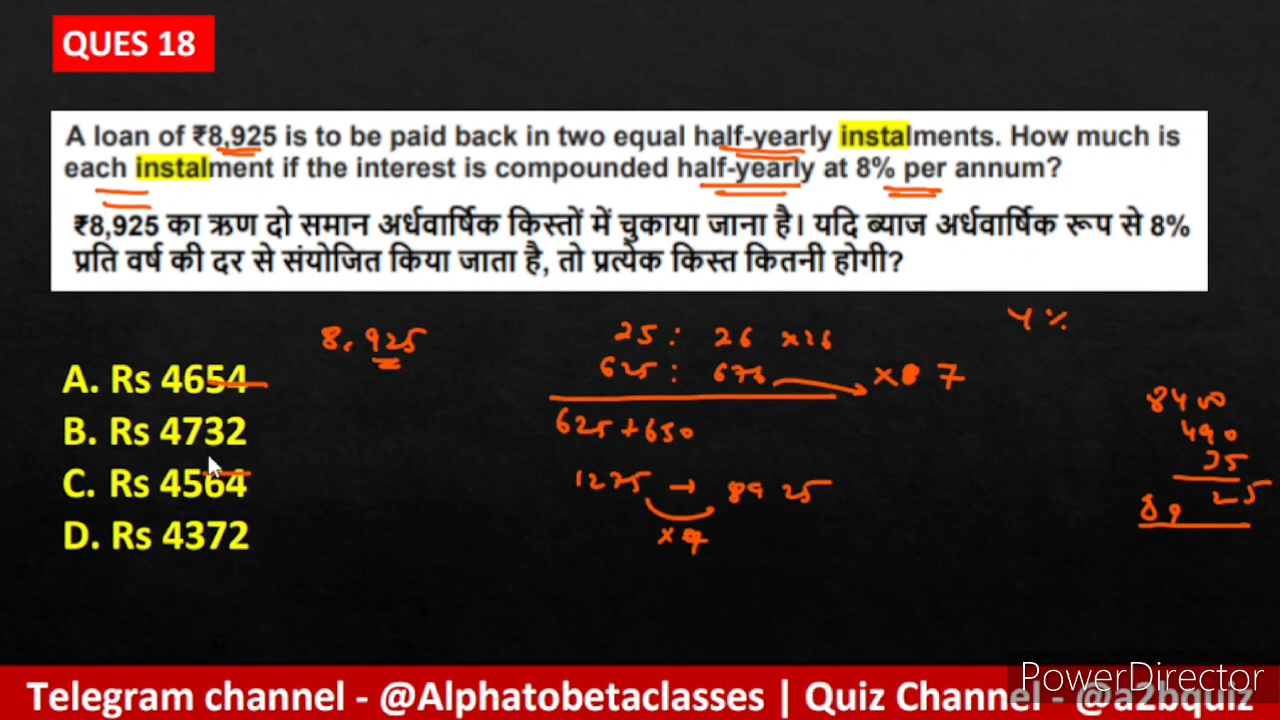 QUES 18
A loan of ₹8,925 is to be paid back in two equal half-yearly instalments. How much is
each instalment if the interest is compounded half-yearly at 8% per annum?
₹8,925 का ऋण दो समान अर्धवार्षिक किस्तों में चुकाया जाना है। यदि ब्याज अर्धवार्षिक रूप से 8%
प्रति वर्ष की दर से संयोजित किया जाता है, तो प्रत्येक किस्त कितनी होगी?
4%
8,925
25 : 26 ×26
625 : 676 × 7
A. Rs 4654
B. Rs 4732
C. Rs 4564
D. Rs 4372
625+650
1275 → 8925
×7
8400
490
35
8925
PowerDirector
Telegram channel - @Alphatobetaclasses | Quiz Channel - @a2bquiz